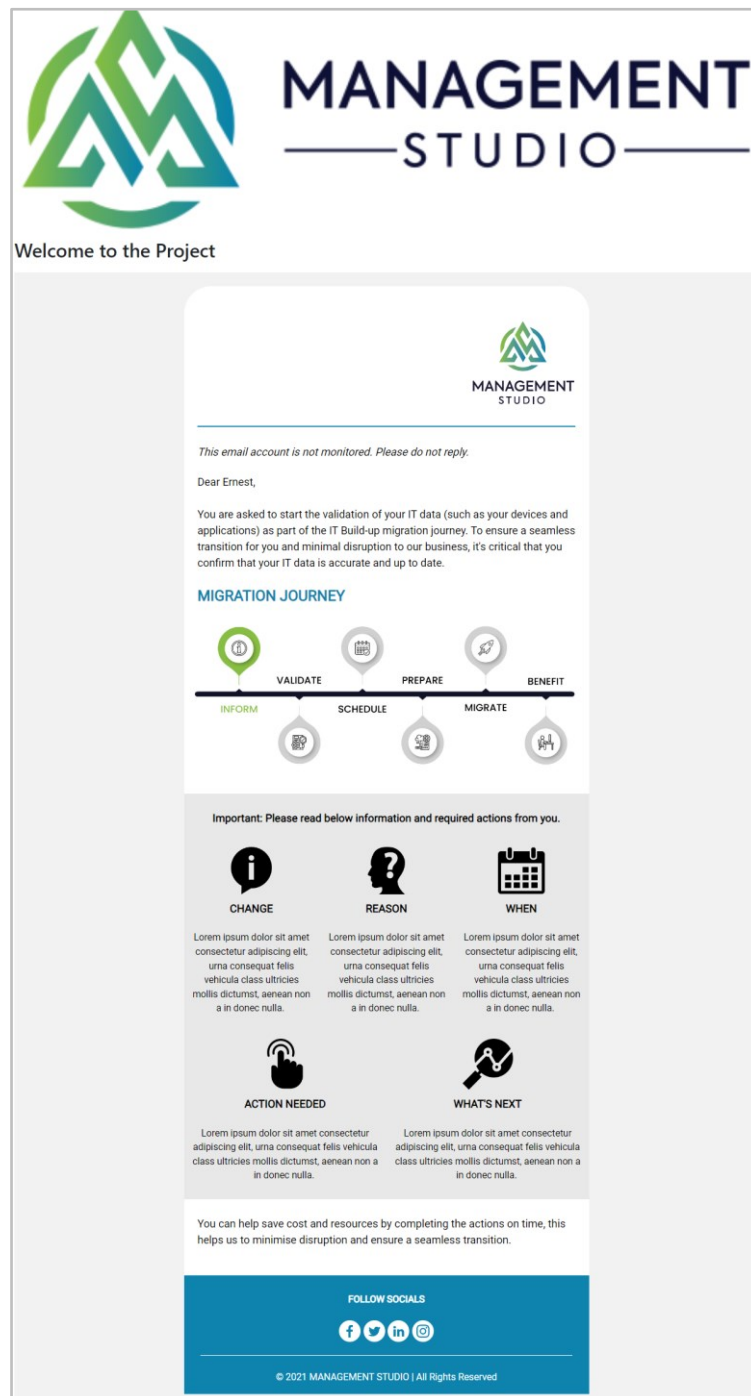 MANAGEMENT
STUDIO
Welcome to the Project
MANAGEMENT
STUDIO
This email account is not monitored. Please do not reply.
Dear Ernest,
You are asked to start the validation of your IT data (such as your devices and
applications) as part of the IT Build-up migration journey. To ensure a seamless
transition for you and minimal disruption to our business, it's critical that you
confirm that your IT data is accurate and up to date.
MIGRATION JOURNEY
VALIDATE PREPARE BENEFIT
INFORM SCHEDULE MIGRATE
Important: Please read below information and required actions from you.
CHANGE
Lorem ipsum dolor sit amet
consectetur adipiscing elit,
urna consequat felis
vehicula class ultricies
mollis dictumst, aenean non
a in donec nulla.
REASON
Lorem ipsum dolor sit amet
consectetur adipiscing elit,
urna consequat felis
vehicula class ultricies
mollis dictumst, aenean non
a in donec nulla.
WHEN
Lorem ipsum dolor sit amet
consectetur adipiscing elit,
urna consequat felis
vehicula class ultricies
mollis dictumst, aenean non
a in donec nulla.
ACTION NEEDED
Lorem ipsum dolor sit amet consectetur
adipiscing elit, urna consequat felis vehicula
class ultricies mollis dictumst, aenean non a
in donec nulla.
WHAT'S NEXT
Lorem ipsum dolor sit amet consectetur
adipiscing elit, urna consequat felis vehicula
class ultricies mollis dictumst, aenean non a
in donec nulla.
You can help save cost and resources by completing the actions on time, this
helps us to minimise disruption and ensure a seamless transition.
FOLLOW SOCIALS
© 2021 MANAGEMENT STUDIO | All Rights Reserved